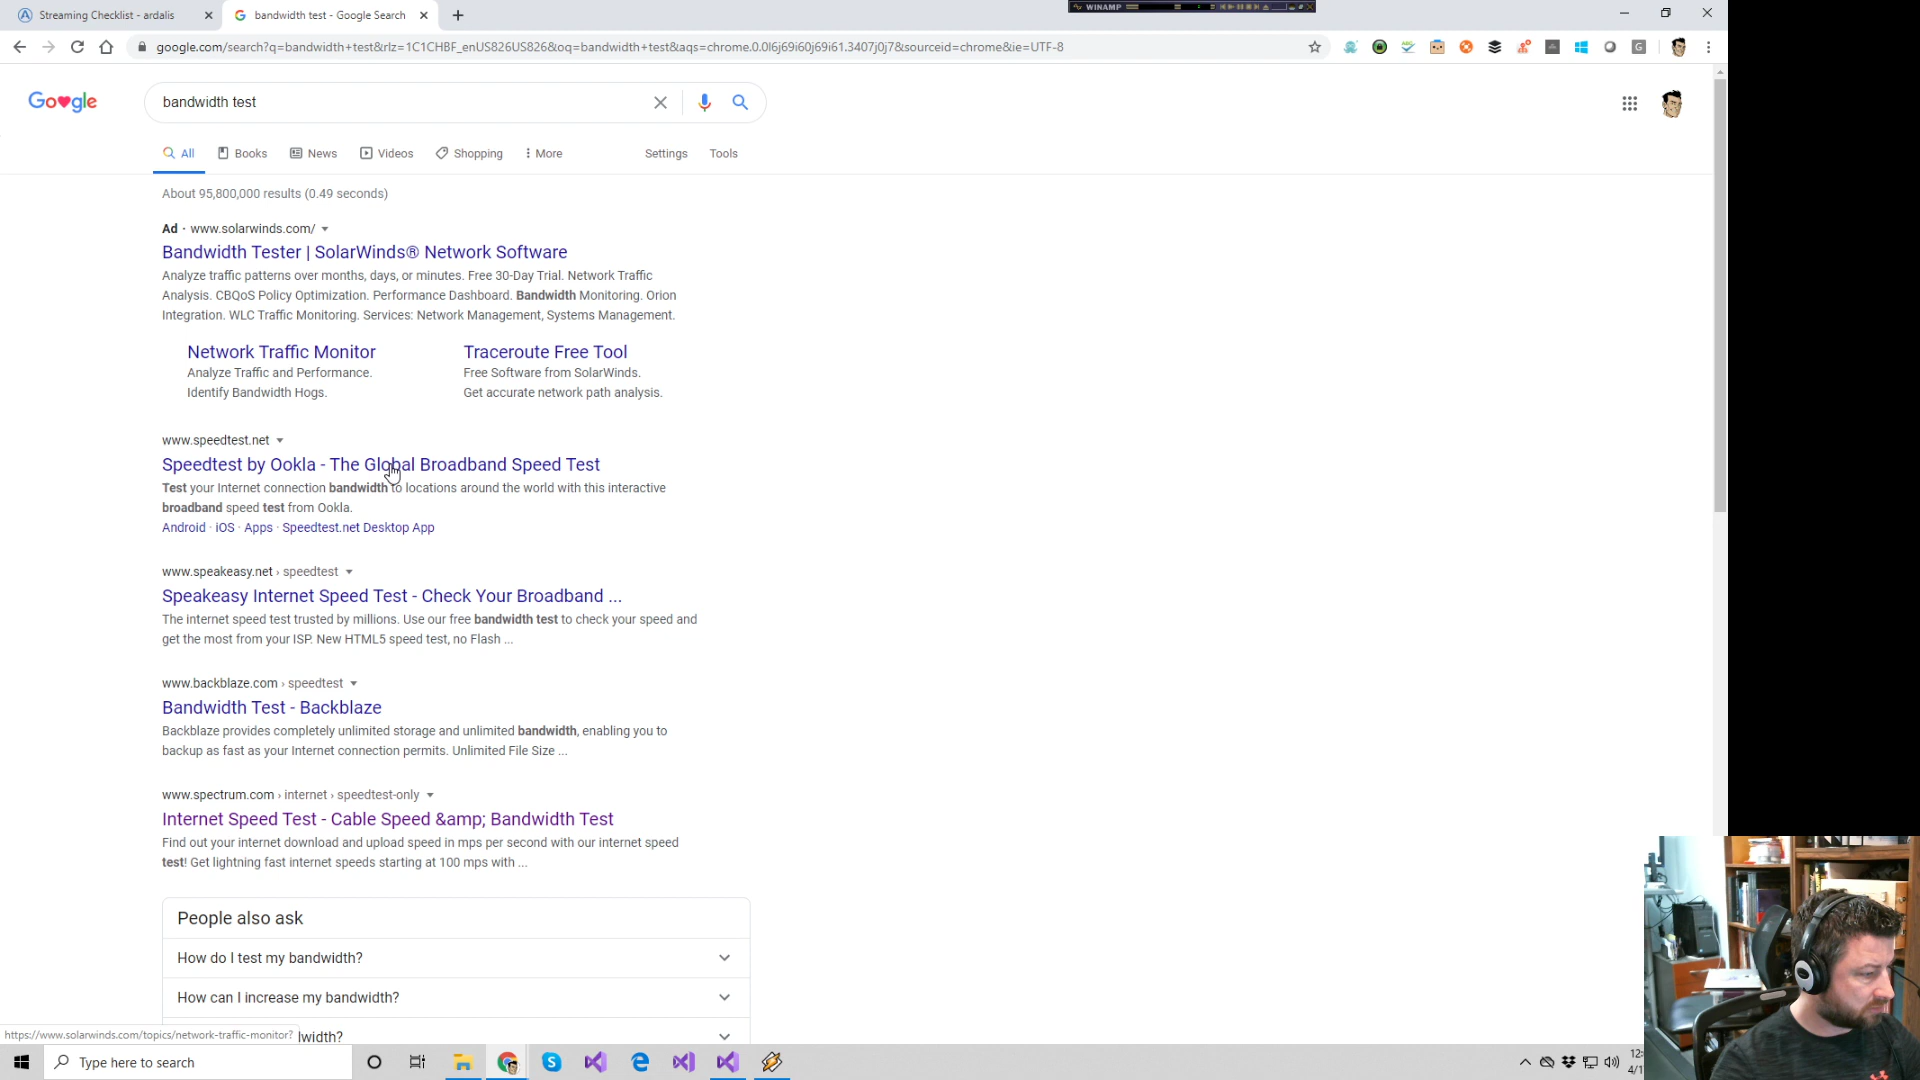 Streaming Checklist - ardalis
bandwidth test - Google Search
WINAMP
google.com/search?q=bandwidth+test&rlz=1C1CHBF_enUS826US826&oq=bandwidth+test&aqs=chrome.0.0l6j69i60j69i61.3407j0j7&sourceid=chrome&ie=UTF-8
Google
bandwidth test
All Books News Videos Shopping More Settings Tools
About 95,800,000 results (0.49 seconds)
Ad · www.solarwinds.com/
Bandwidth Tester | SolarWinds® Network Software
Analyze traffic patterns over months, days, or minutes. Free 30-Day Trial. Network Traffic
Analysis. CBQoS Policy Optimization. Performance Dashboard. Bandwidth Monitoring. Orion
Integration. WLC Traffic Monitoring. Services: Network Management, Systems Management.
Network Traffic Monitor
Analyze Traffic and Performance.
Identify Bandwidth Hogs.
Traceroute Free Tool
Free Software from SolarWinds.
Get accurate network path analysis.
www.speedtest.net
Speedtest by Ookla - The Global Broadband Speed Test
Test your Internet connection bandwidth to locations around the world with this interactive
broadband speed test from Ookla.
Android · iOS · Apps · Speedtest.net Desktop App
www.speakeasy.net › speedtest
Speakeasy Internet Speed Test - Check Your Broadband ...
The internet speed test trusted by millions. Use our free bandwidth test to check your speed and
get the most from your ISP. New HTML5 speed test, no Flash ...
www.backblaze.com › speedtest
Bandwidth Test - Backblaze
Backblaze provides completely unlimited storage and unlimited bandwidth, enabling you to
backup as fast as your Internet connection permits. Unlimited File Size ...
www.spectrum.com › internet › speedtest-only
Internet Speed Test - Cable Speed &amp; Bandwidth Test
Find out your internet download and upload speed in mps per second with our internet speed
test! Get lightning fast internet speeds starting at 100 mps with ...
People also ask
How do I test my bandwidth?
How can I increase my bandwidth?
https://www.solarwinds.com/topics/network-traffic-monitor?
lwidth?
Type here to search
12:
4/1